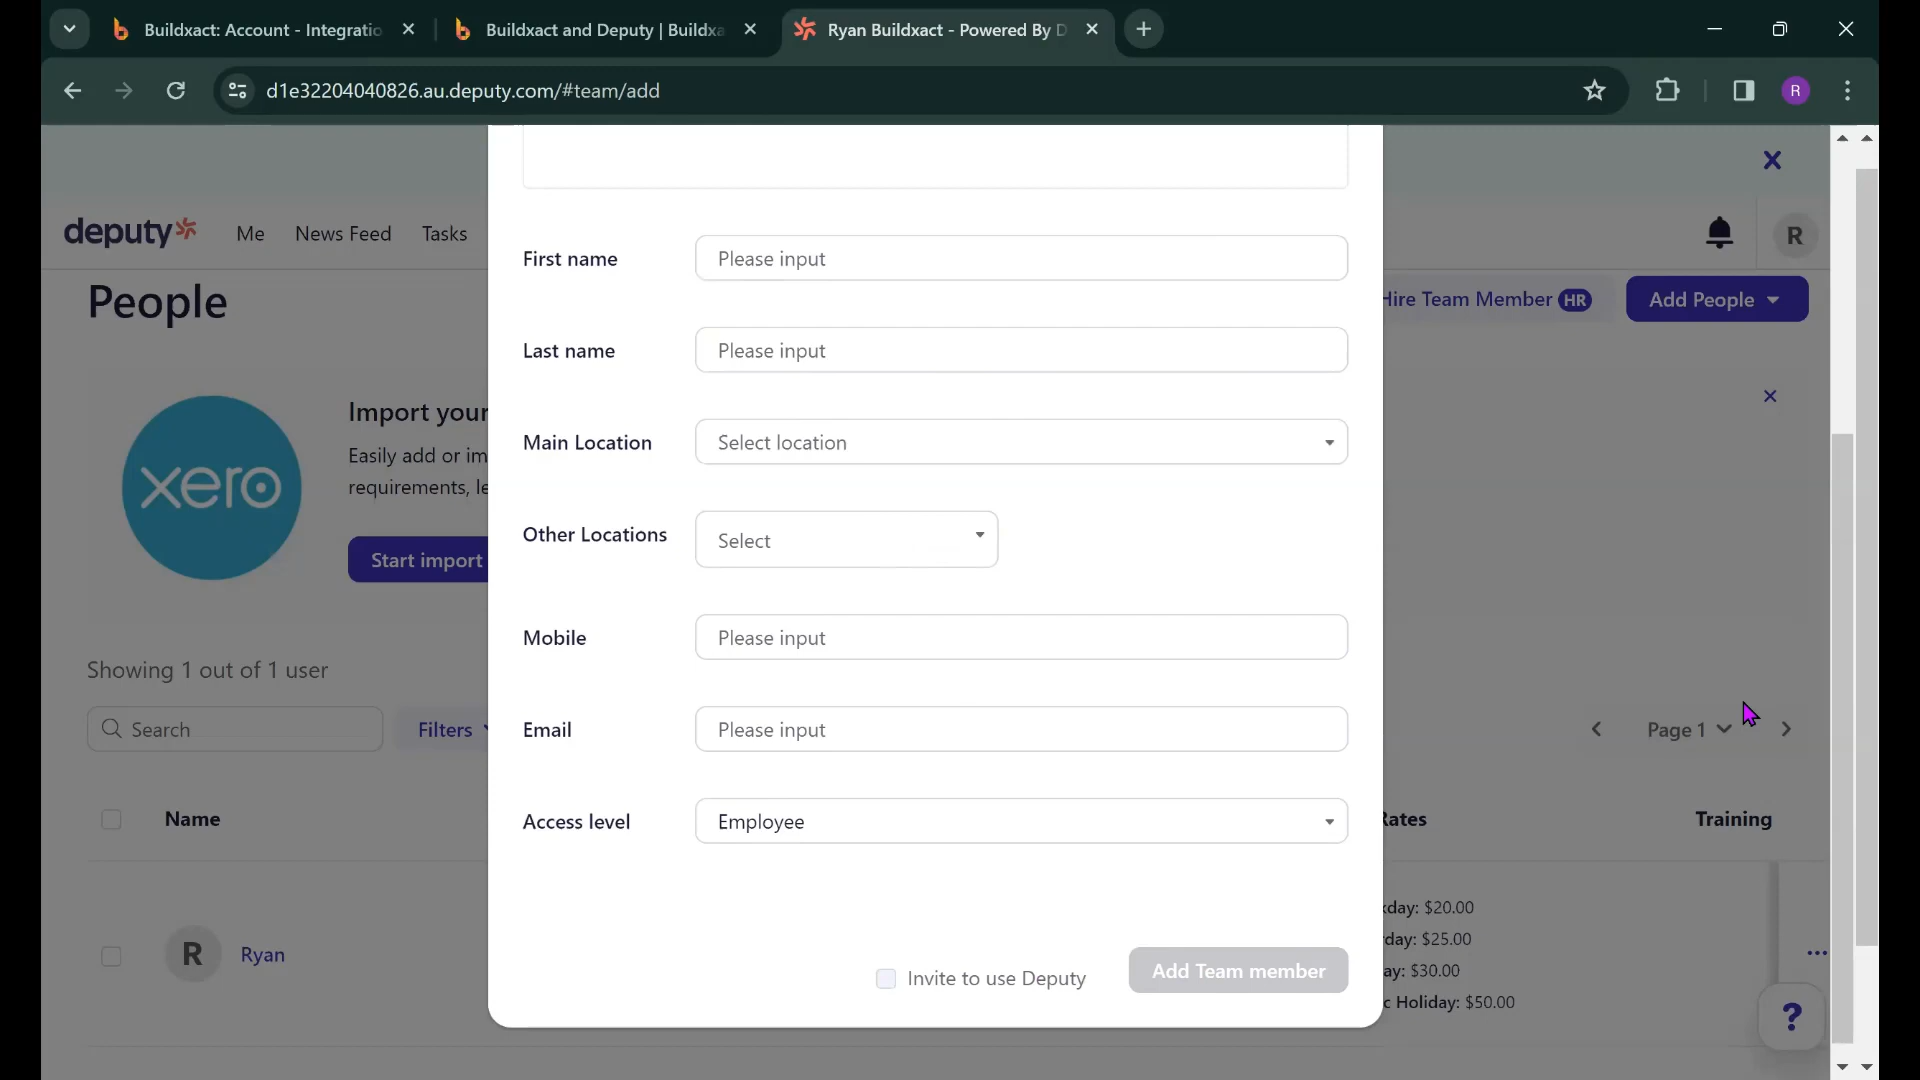 Buildxact: Account - Integratio
Buildxact and Deputy | Buildxa
Ryan Buildxact - Powered By D
d1e32204040826.au.deputy.com/#team/add
R
X
deputy
Me
News Feed
Tasks
R
People
Hire Team Member HR
Add People
xero
Import your
Easily add or im
requirements, le
Start import
First name
Please input
Last name
Please input
Main Location
Select location
Other Locations
Select
Mobile
Please input
Email
Please input
Access level
Employee
Invite to use Deputy
Add Team member
Showing 1 out of 1 user
Search
Filters
Page 1
Name
Rates
Training
R
Ryan
kday: $20.00
rday: $25.00
ay: $30.00
c Holiday: $50.00
?